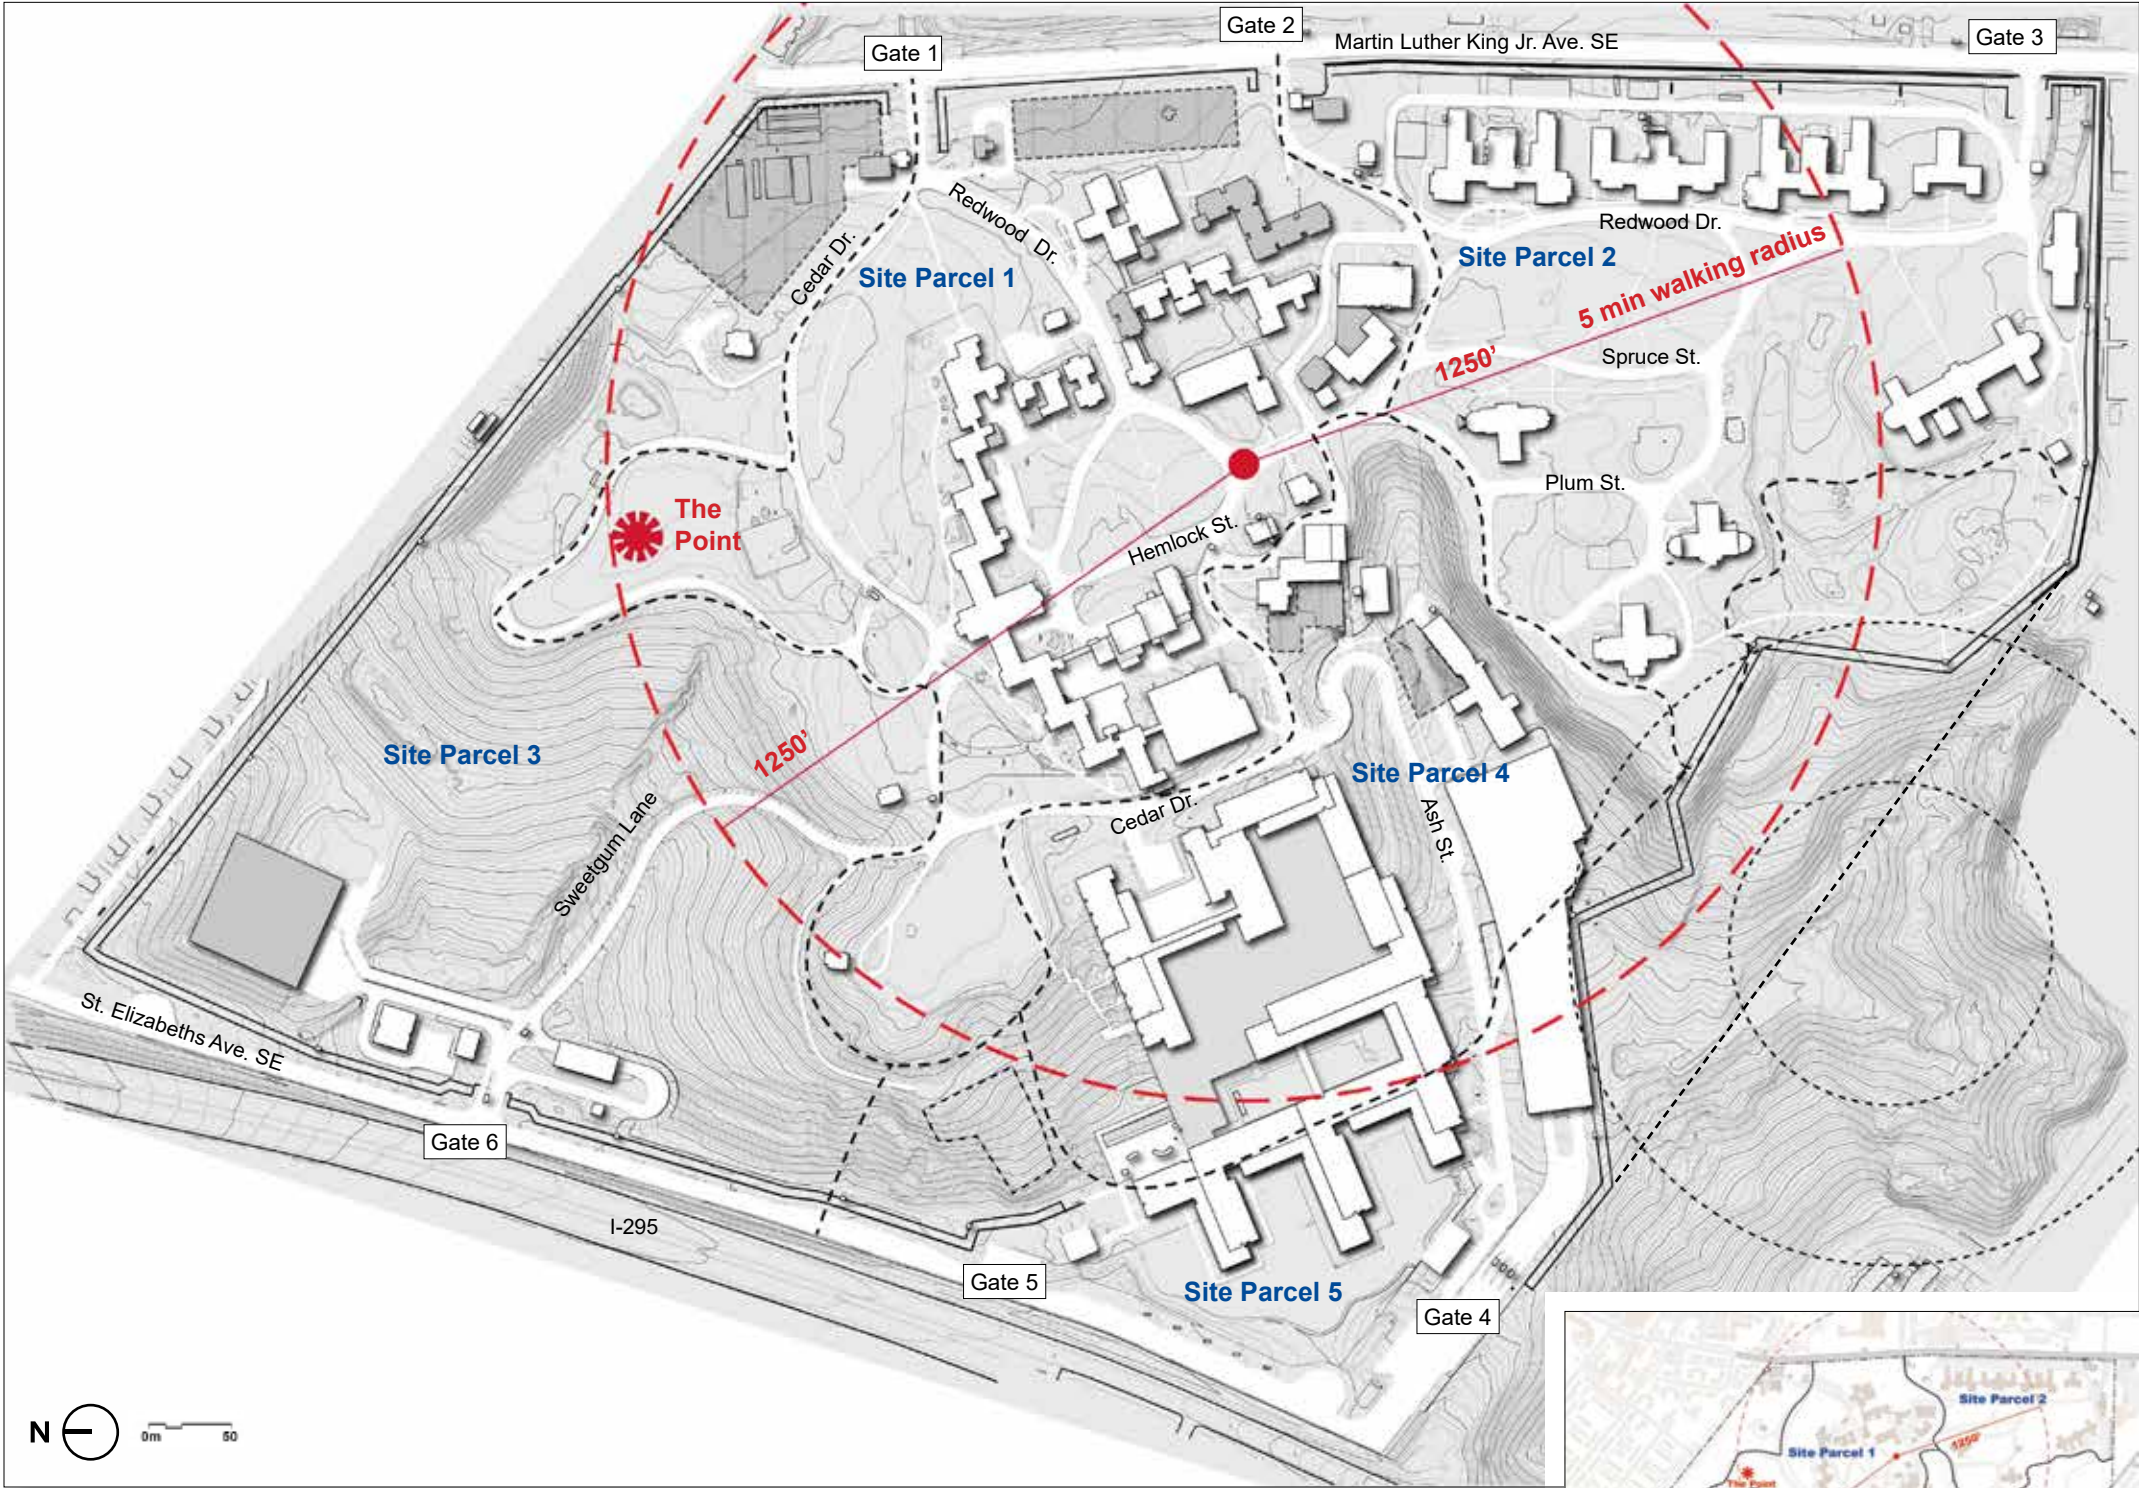 Gate 1
Gate 2
Martin Luther King Jr. Ave. SE
Gate 3
Redwood Dr.
Cedar Dr.
Site Parcel 1
Redwood Dr.
Site Parcel 2
5 min walking radius
1250'
Spruce St.
Plum St.
The
Point
Hemlock St.
Site Parcel 3
1250'
Site Parcel 4
Cedar Dr.
Ash St.
Sweetgum Lane
St. Elizabeths Ave. SE
Gate 6
I-295
Gate 5
Site Parcel 5
Gate 4
N
0m
50
Site Parcel 2
1250'
Site Parcel 1
The Point